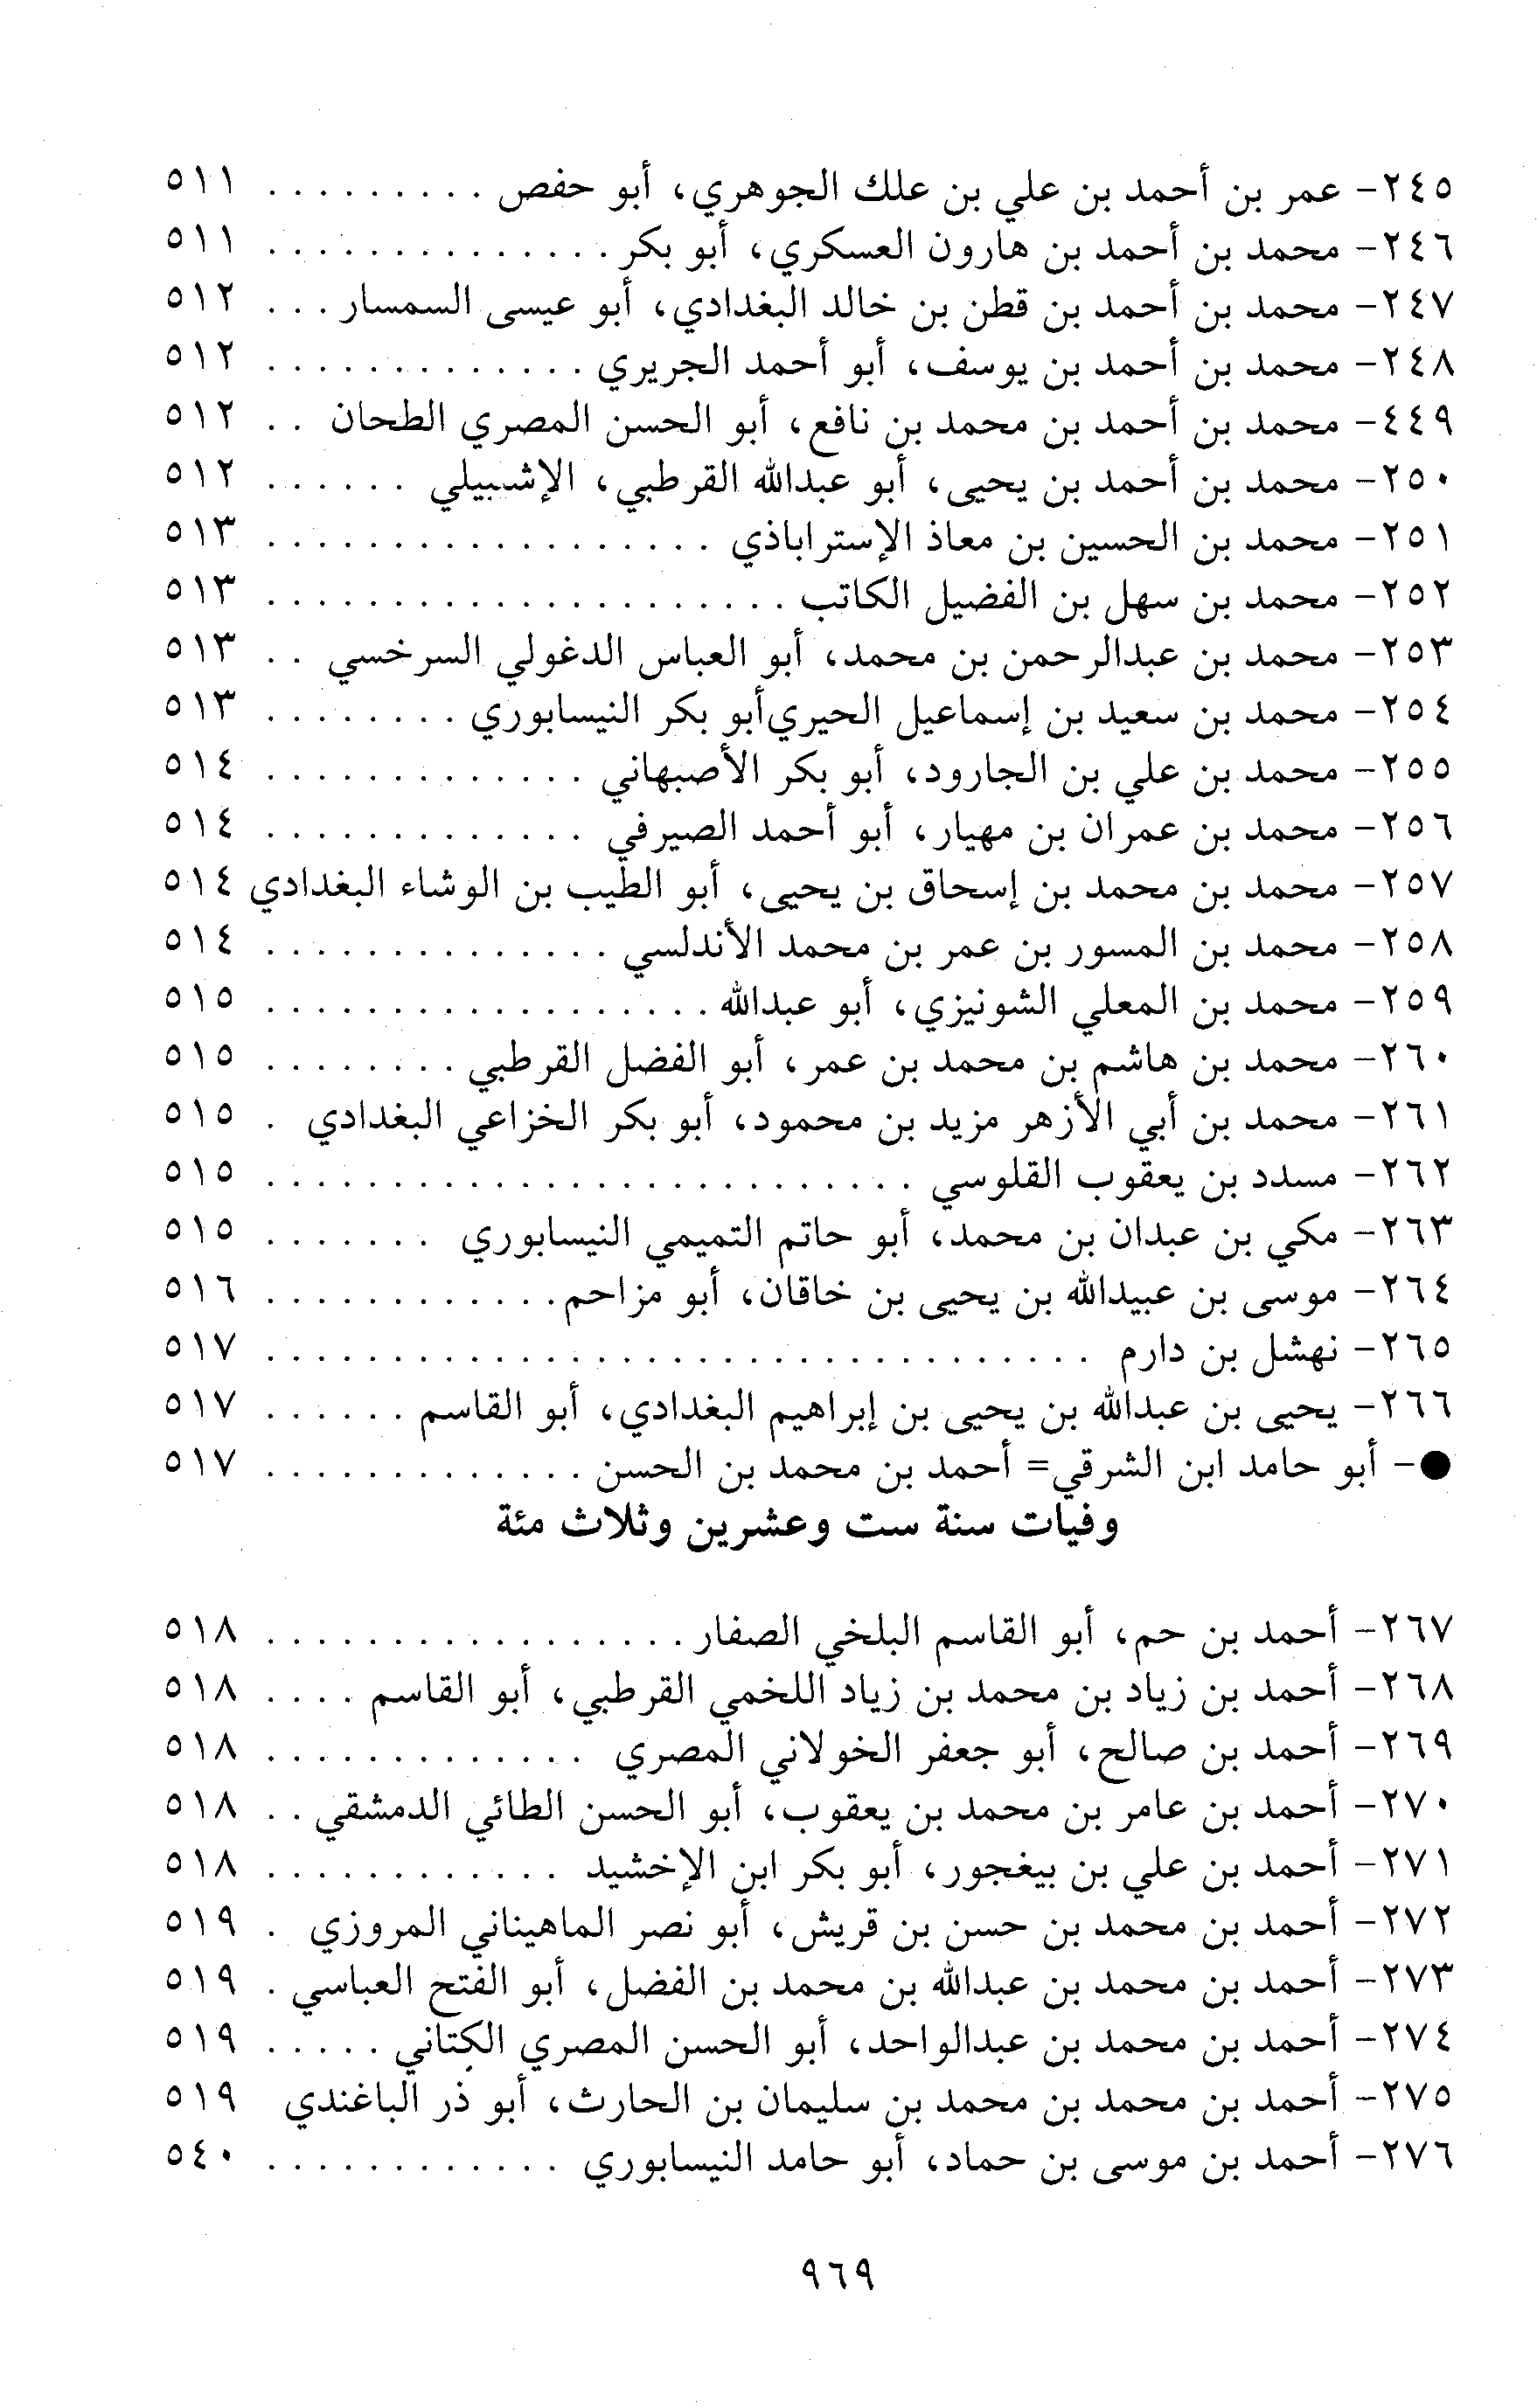 ٢٤٥- عمر بن أحمد بن علي بن علك الجوهري، أبو حفص . . . . . . . . . ٥١١
٢٤٦- محمد بن أحمد بن هارون العسكري، أبو بكر . . . . . . . . . . . . . . ٥١١
٢٤٧- محمد بن أحمد بن قطن بن خالد البغدادي، أبو عيسى السمسار . . . ٥١٢
٢٤٨- محمد بن أحمد بن يوسف، أبو أحمد الجريري . . . . . . . . . . . . . ٥١٢
٤٤٩- محمد بن أحمد بن محمد بن نافع، أبو الحسن المصري الطحان . . ٥١٢
٢٥٠- محمد بن أحمد بن يحيى، أبو عبدالله القرطبي، الإشبيلي . . . . . . ٥١٢
٢٥١- محمد بن الحسين بن معاذ الإستراباذي . . . . . . . . . . . . . . . . . . ٥١٣
٢٥٢- محمد بن سهل بن الفضيل الكاتب . . . . . . . . . . . . . . . . . . . . . ٥١٣
٢٥٣- محمد بن عبدالرحمن بن محمد، أبو العباس الدغولي السرخسي . . ٥١٣
٢٥٤- محمد بن سعيد بن إسماعيل الحيري‌أبو بكر النيسابوري . . . . . . . . ٥١٣
٢٥٥- محمد بن علي بن الجارود، أبو بكر الأصبهاني . . . . . . . . . . . . . ٥١٤
٢٥٦- محمد بن عمران بن مهيار، أبو أحمد الصيرفي . . . . . . . . . . . . . ٥١٤
٢٥٧- محمد بن محمد بن إسحاق بن يحيى، أبو الطيب بن الوشاء البغدادي ٥١٤
٢٥٨- محمد بن المسور بن عمر بن محمد الأندلسي . . . . . . . . . . . . . . ٥١٤
٢٥٩- محمد بن المعلي الشونيزي، أبو عبدالله . . . . . . . . . . . . . . . . . . ٥١٥
٢٦٠- محمد بن هاشم بن محمد بن عمر، أبو الفضل القرطبي . . . . . . . . ٥١٥
٢٦١- محمد بن أبي الأزهر مزيد بن محمود، أبو بكر الخزاعي البغدادي . ٥١٥
٢٦٢- مسدد بن يعقوب القلوسي . . . . . . . . . . . . . . . . . . . . . . . . . . ٥١٥
٢٦٣- مكي بن عبدان بن محمد، أبو حاتم التميمي النيسابوري . . . . . . . ٥١٥
٢٦٤- موسى بن عبيدالله بن يحيى بن خاقان، أبو مزاحم . . . . . . . . . . . . ٥١٦
٢٦٥- نهشل بن دارم . . . . . . . . . . . . . . . . . . . . . . . . . . . . . . . . . ٥١٧
٢٦٦- يحيى بن عبدالله بن يحيى بن إبراهيم البغدادي، أبو القاسم . . . . . . ٥١٧
●- أبو حامد ابن الشرقي= أحمد بن محمد بن الحسن . . . . . . . . . . . . . ٥١٧
وفيات سنة ست وعشرين وثلاث مئة
٢٦٧- أحمد بن حم، أبو القاسم البلخي الصفار . . . . . . . . . . . . . . . . . ٥١٨
٢٦٨- أحمد بن زياد بن محمد بن زياد اللخمي القرطبي، أبو القاسم . . . . ٥١٨
٢٦٩- أحمد بن صالح، أبو جعفر الخولاني المصري . . . . . . . . . . . . . ٥١٨
٢٧٠- أحمد بن عامر بن محمد بن يعقوب، أبو الحسن الطائي الدمشقي . . ٥١٨
٢٧١- أحمد بن علي بن بيغجور، أبو بكر ابن الإخشيد . . . . . . . . . . . . ٥١٨
٢٧٢- أحمد بن محمد بن حسن بن قريش، أبو نصر الماهيناني المروزي . ٥١٩
٢٧٣- أحمد بن محمد بن عبدالله بن محمد بن الفضل، أبو الفتح العباسي . ٥١٩
٢٧٤- أحمد بن محمد بن عبدالواحد، أبو الحسن المصري الكتاني . . . . . ٥١٩
٢٧٥- أحمد بن محمد بن محمد بن سليمان بن الحارث، أبو ذر الباغندي ٥١٩
٢٧٦- أحمد بن موسى بن حماد، أبو حامد النيسابوري . . . . . . . . . . . . ٥٤٠
٩٦٩